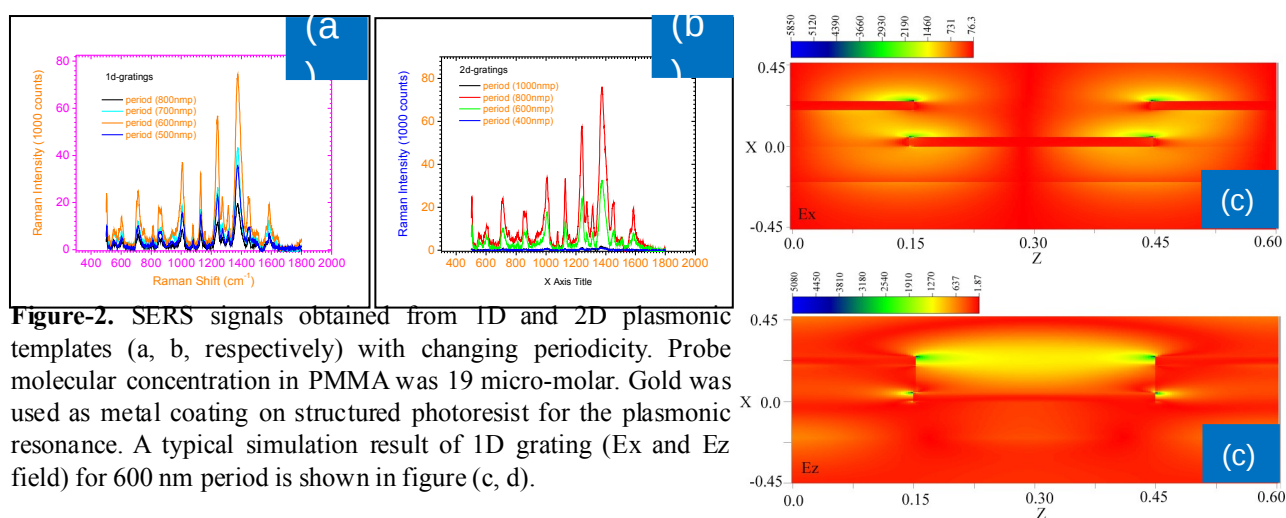 (a
)
80
60
40
20
0
Raman Intensity (1000 counts)
1d-gratings
period (800nmp)
period (700nmp)
period (600nmp)
period (500nmp)
400 600 800 1000 1200 1400 1600 1800 2000
Raman Shift (cm⁻¹)
(b
)
80
60
40
20
0
Raman Intensity (1000 counts)
2d-gratings
period (1000nmp)
period (800nmp)
period (600nmp)
period (400nmp)
400 600 800 1000 1200 1400 1600 1800 2000
X Axis Title
Figure-2. SERS signals obtained from 1D and 2D plasmonic
templates (a, b, respectively) with changing periodicity. Probe
molecular concentration in PMMA was 19 micro-molar. Gold was
used as metal coating on structured photoresist for the plasmonic
resonance. A typical simulation result of 1D grating (Ex and Ez
field) for 600 nm period is shown in figure (c, d).
5850 5120 4390 3660 2930 2190 1460 731 76.3
0.45
X 0.0
-0.45
Ex
(c)
0.0 0.15 0.30 0.45 0.60
Z
5080 4450 3810 3180 2540 1910 1270 637 1.87
0.45
X 0.0
-0.45
Ez
(c)
0.0 0.15 0.30 0.45 0.60
Z